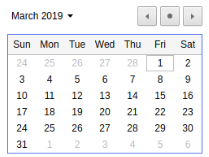 March 2019
Sun Mon Tue Wed Thu Fri Sat
24 25 26 27 28 1 2
3 4 5 6 7 8 9
10 11 12 13 14 15 16
17 18 19 20 21 22 23
24 25 26 27 28 29 30
31 1 2 3 4 5 6